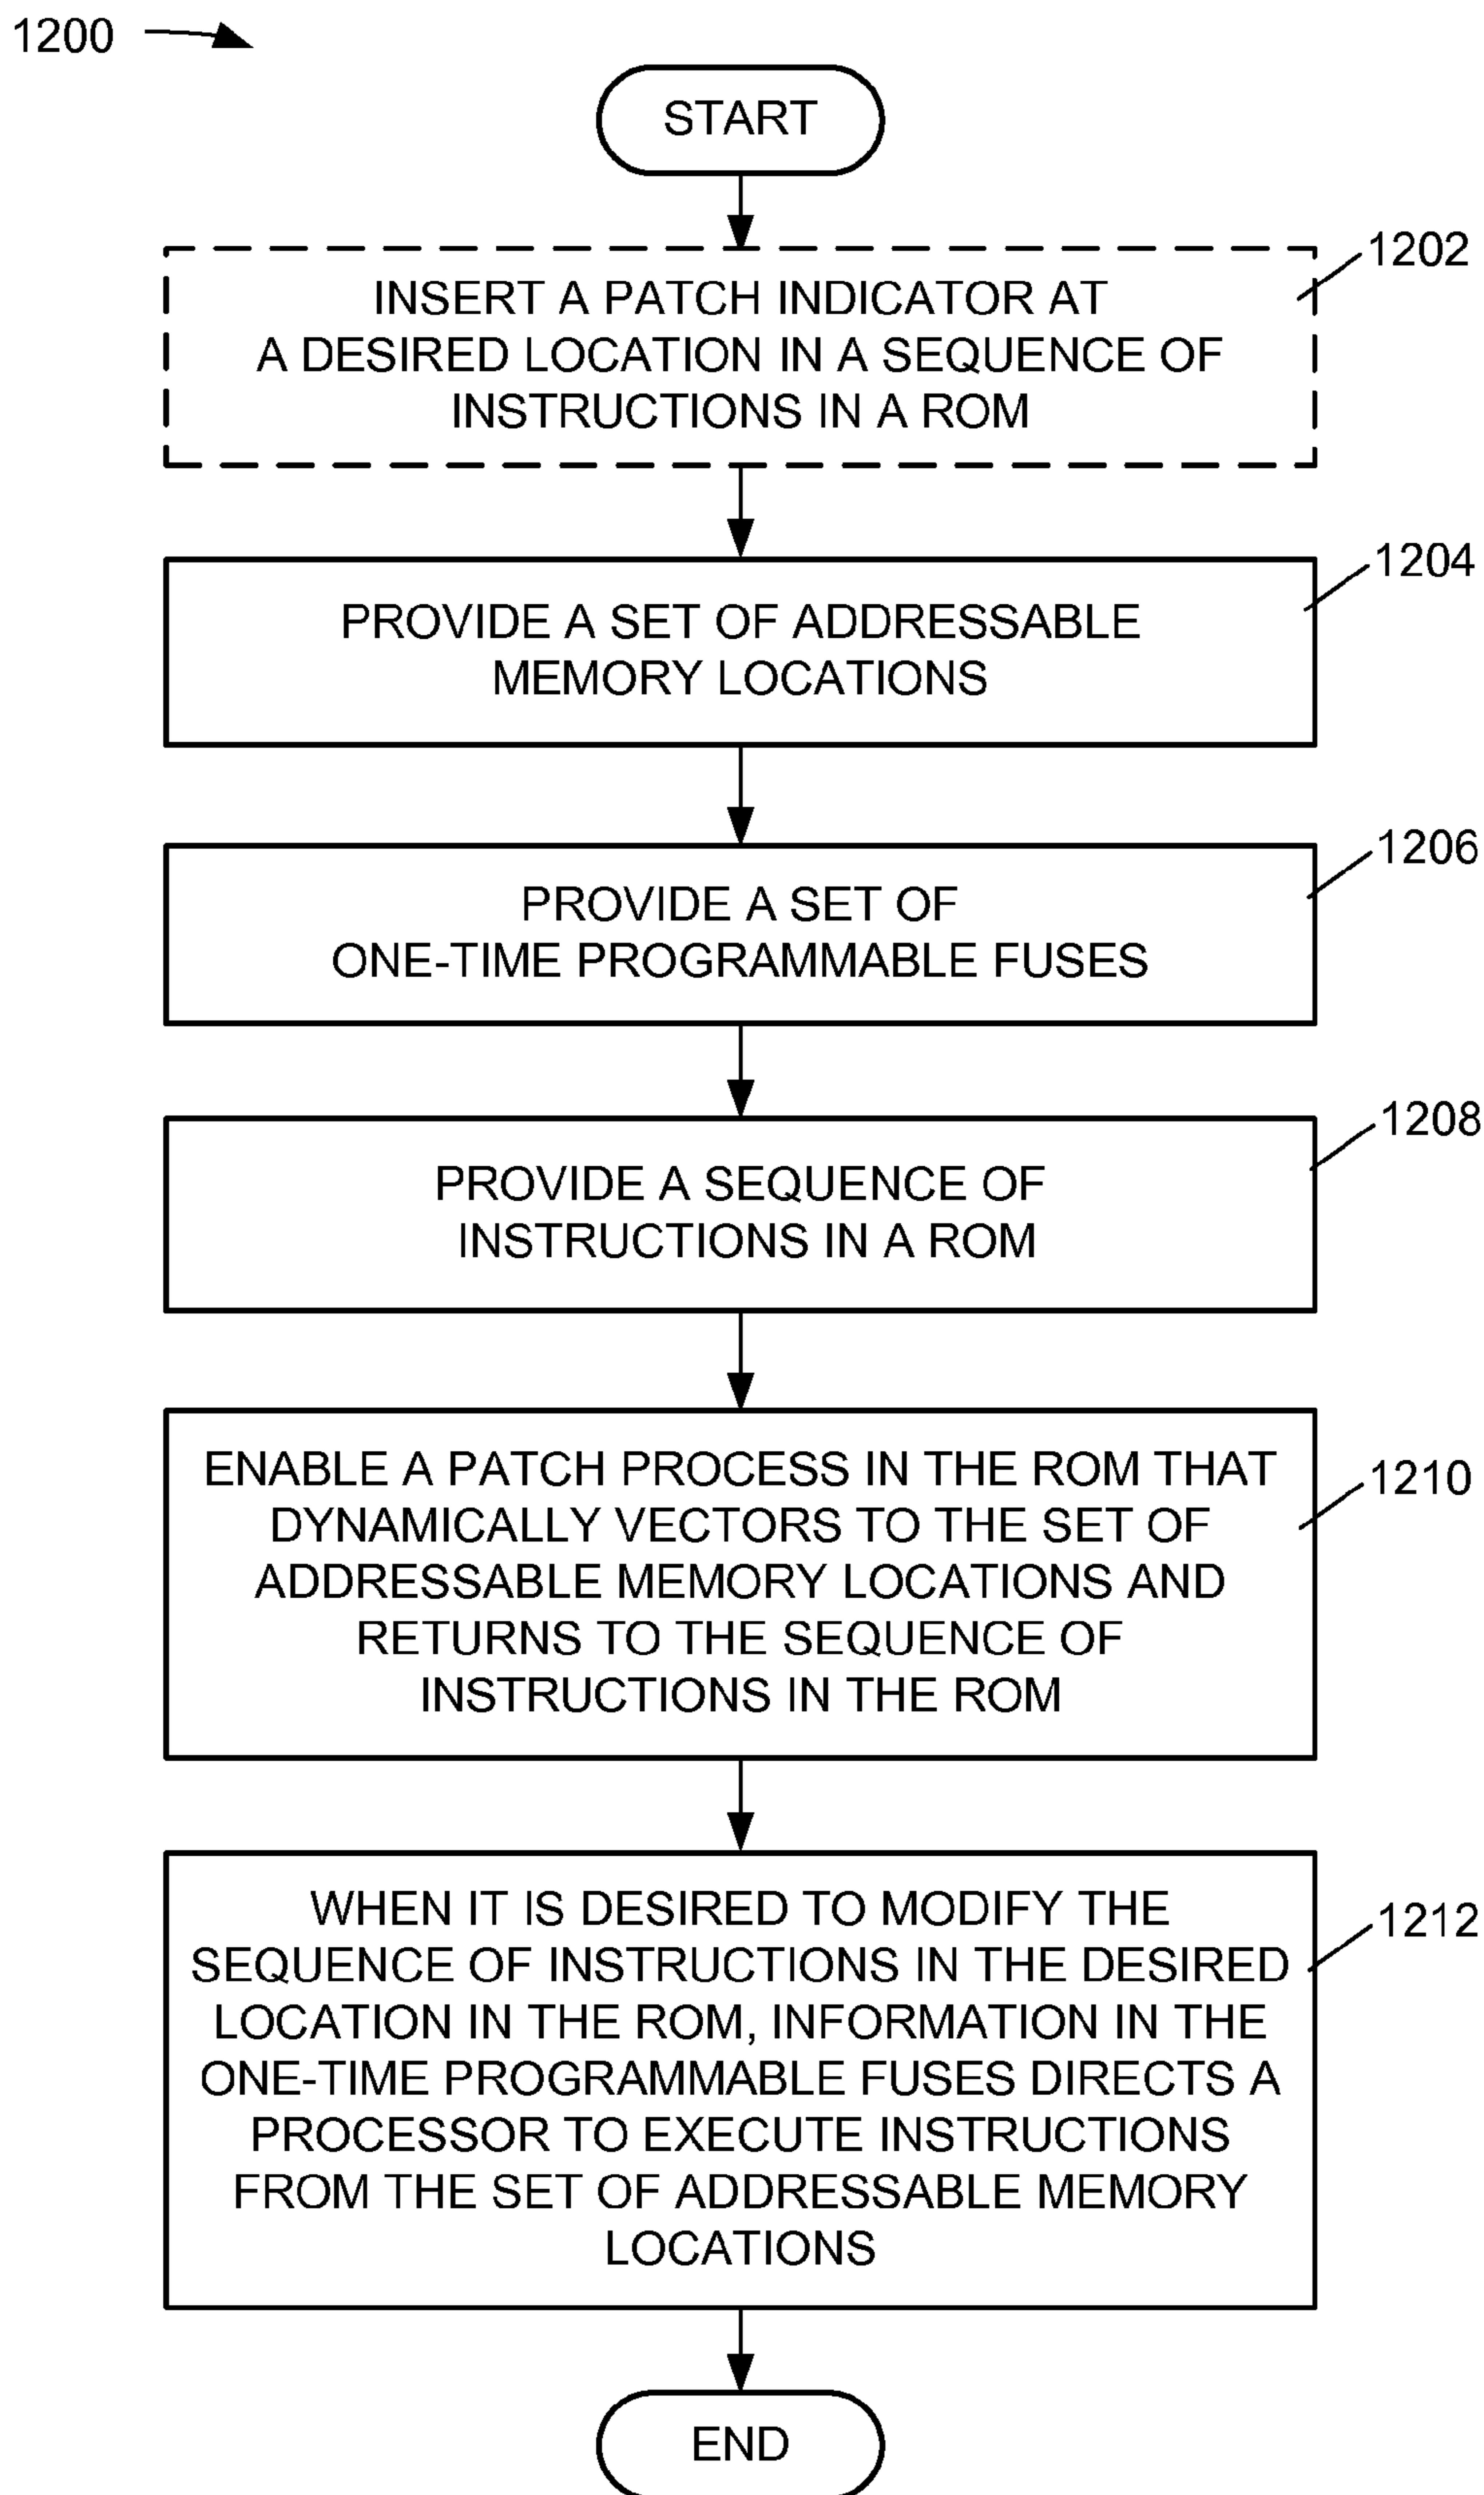 1200
START
1202
INSERT A PATCH INDICATOR AT
A DESIRED LOCATION IN A SEQUENCE OF
INSTRUCTIONS IN A ROM
1204
PROVIDE A SET OF ADDRESSABLE
MEMORY LOCATIONS
1206
PROVIDE A SET OF
ONE-TIME PROGRAMMABLE FUSES
1208
PROVIDE A SEQUENCE OF
INSTRUCTIONS IN A ROM
1210
ENABLE A PATCH PROCESS IN THE ROM THAT
DYNAMICALLY VECTORS TO THE SET OF
ADDRESSABLE MEMORY LOCATIONS AND
RETURNS TO THE SEQUENCE OF
INSTRUCTIONS IN THE ROM
1212
WHEN IT IS DESIRED TO MODIFY THE
SEQUENCE OF INSTRUCTIONS IN THE DESIRED
LOCATION IN THE ROM, INFORMATION IN THE
ONE-TIME PROGRAMMABLE FUSES DIRECTS A
PROCESSOR TO EXECUTE INSTRUCTIONS
FROM THE SET OF ADDRESSABLE MEMORY
LOCATIONS
END